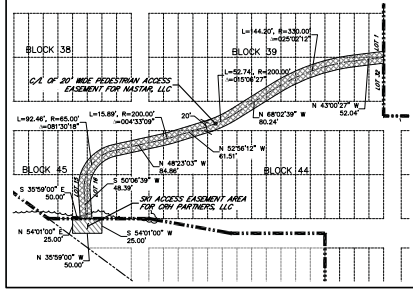 BLOCK 38
L=144.20', R=330.00'
Δ=025°02'12"
BLOCK 39
LOT 1
LOT 32
C/L OF 20' WIDE PEDESTRIAN ACCESS
EASEMENT FOR NASTAR, LLC
L=52.74', R=200.00'
Δ=015°06'27"
N 43°00'27" W
52.04'
L=15.89', R=200.00'
Δ=004°33'09"
20'
N 68°02'39" W
80.24'
L=92.46', R=65.00'
Δ=081°30'18"
N 52°56'12" W
61.51'
N 48°23'03" W
84.86'
BLOCK 45
BLOCK 44
S 50°06'39" W
48.39'
S 35°59'00" E
50.00'
LOT 15
LOT 14
SKI ACCESS EASEMENT AREA
FOR CRH PARTNERS, LLC
N 54°01'00" E
25.00'
S 54°01'00" W
25.00'
N 35°59'00" W
50.00'